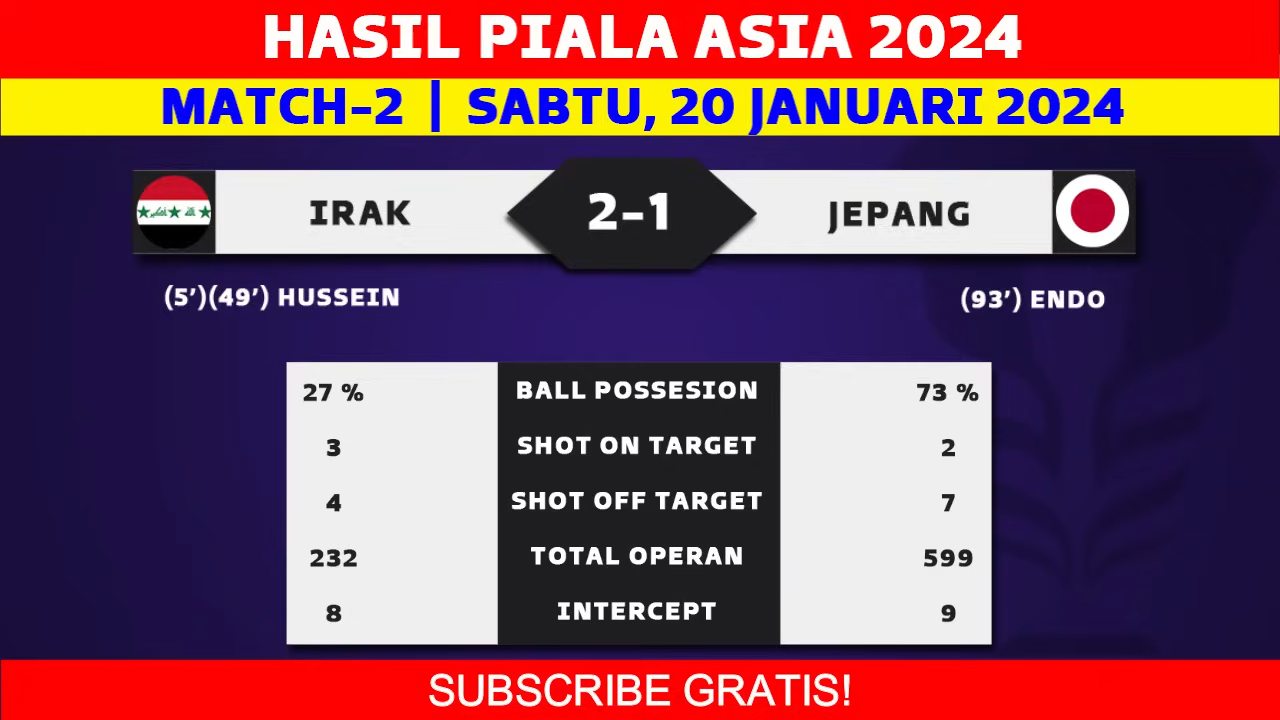 HASIL PIALA ASIA 2024
MATCH-2 | SABTU, 20 JANUARI 2024
IRAK 2-1 JEPANG
(5’)(49’) HUSSEIN (93’) ENDO
27 % BALL POSSESION 73 %
3 SHOT ON TARGET 2
4 SHOT OFF TARGET 7
232 TOTAL OPERAN 599
8 INTERCEPT 9
SUBSCRIBE GRATIS!